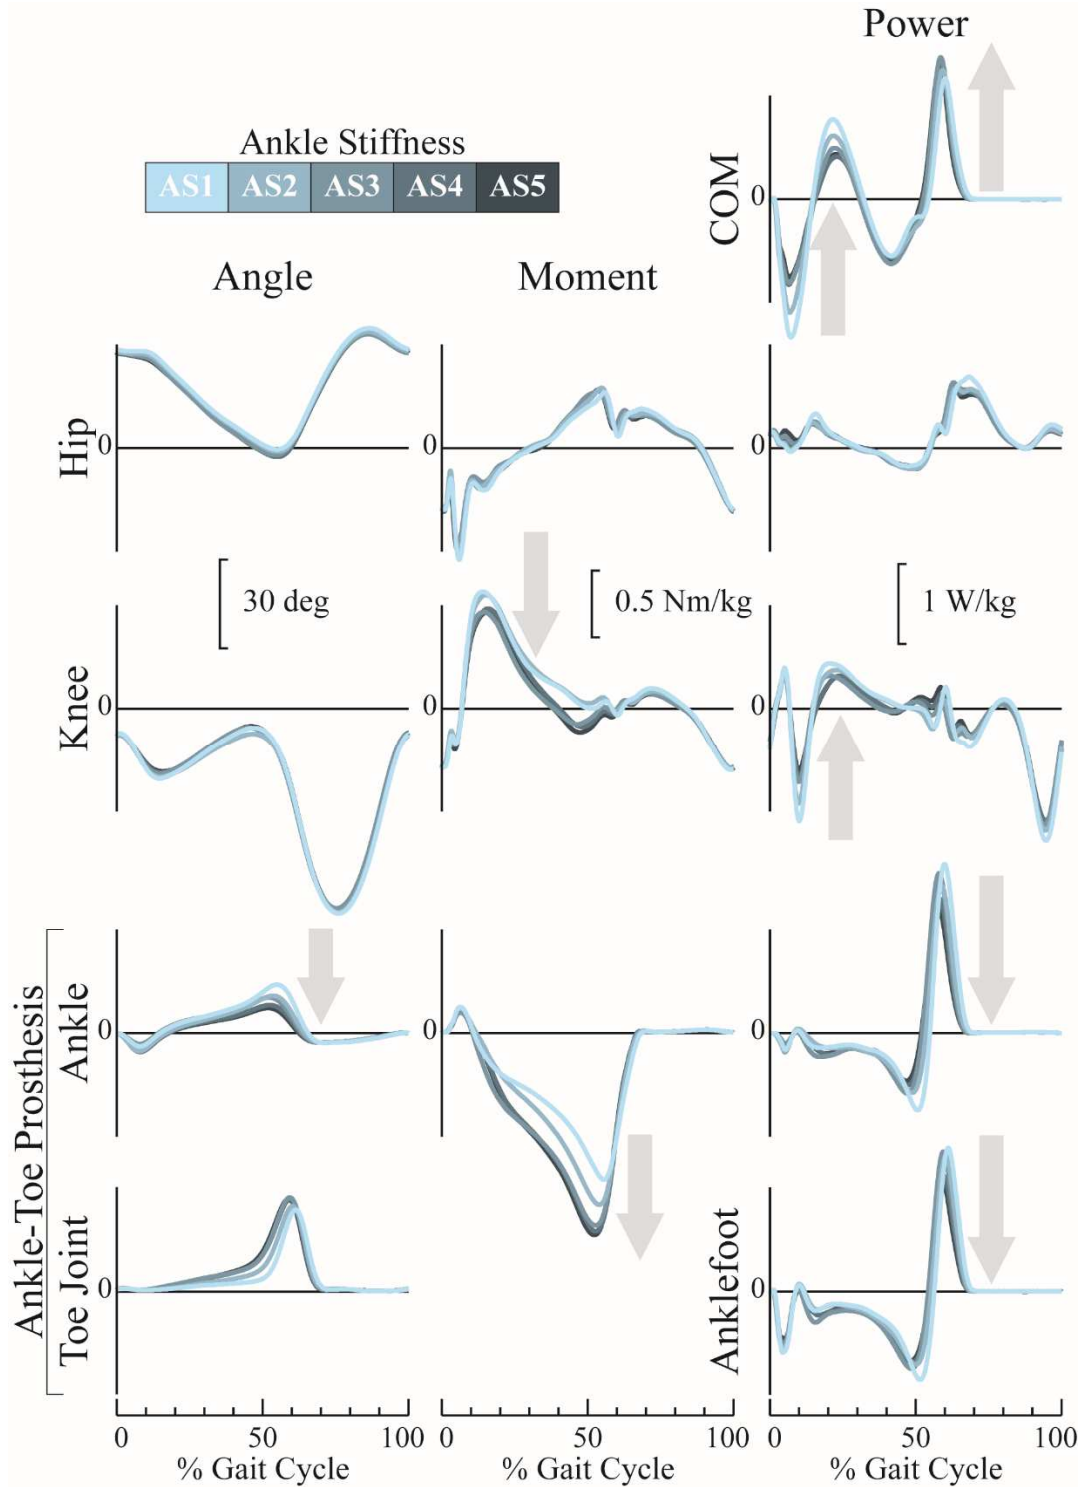 Power
Ankle Stiffness
AS1 AS2 AS3 AS4 AS5
COM
0
Angle
Moment
Hip
0
0
0
30 deg
0.5 Nm/kg
1 W/kg
Knee
0
0
0
Ankle-Toe Prosthesis
Ankle
0
0
0
Toe Joint
0
Anklefoot
0
0 50 100
0 50 100
0 50 100
% Gait Cycle
% Gait Cycle
% Gait Cycle